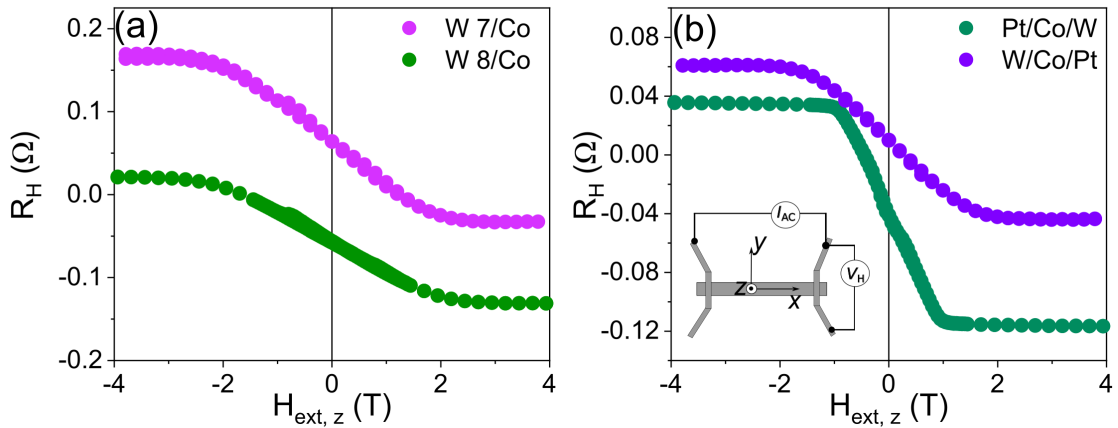 (a)
W 7/Co
W 8/Co
0.2
0.1
0.0
-0.1
-0.2
R_H (Ω)
-4 -2 0 2 4
H_ext, z (T)
(b)
Pt/Co/W
W/Co/Pt
0.08
0.04
0.00
-0.04
-0.08
-0.12
R_H (Ω)
I_AC
y
V_H
z
x
-4 -2 0 2 4
H_ext, z (T)